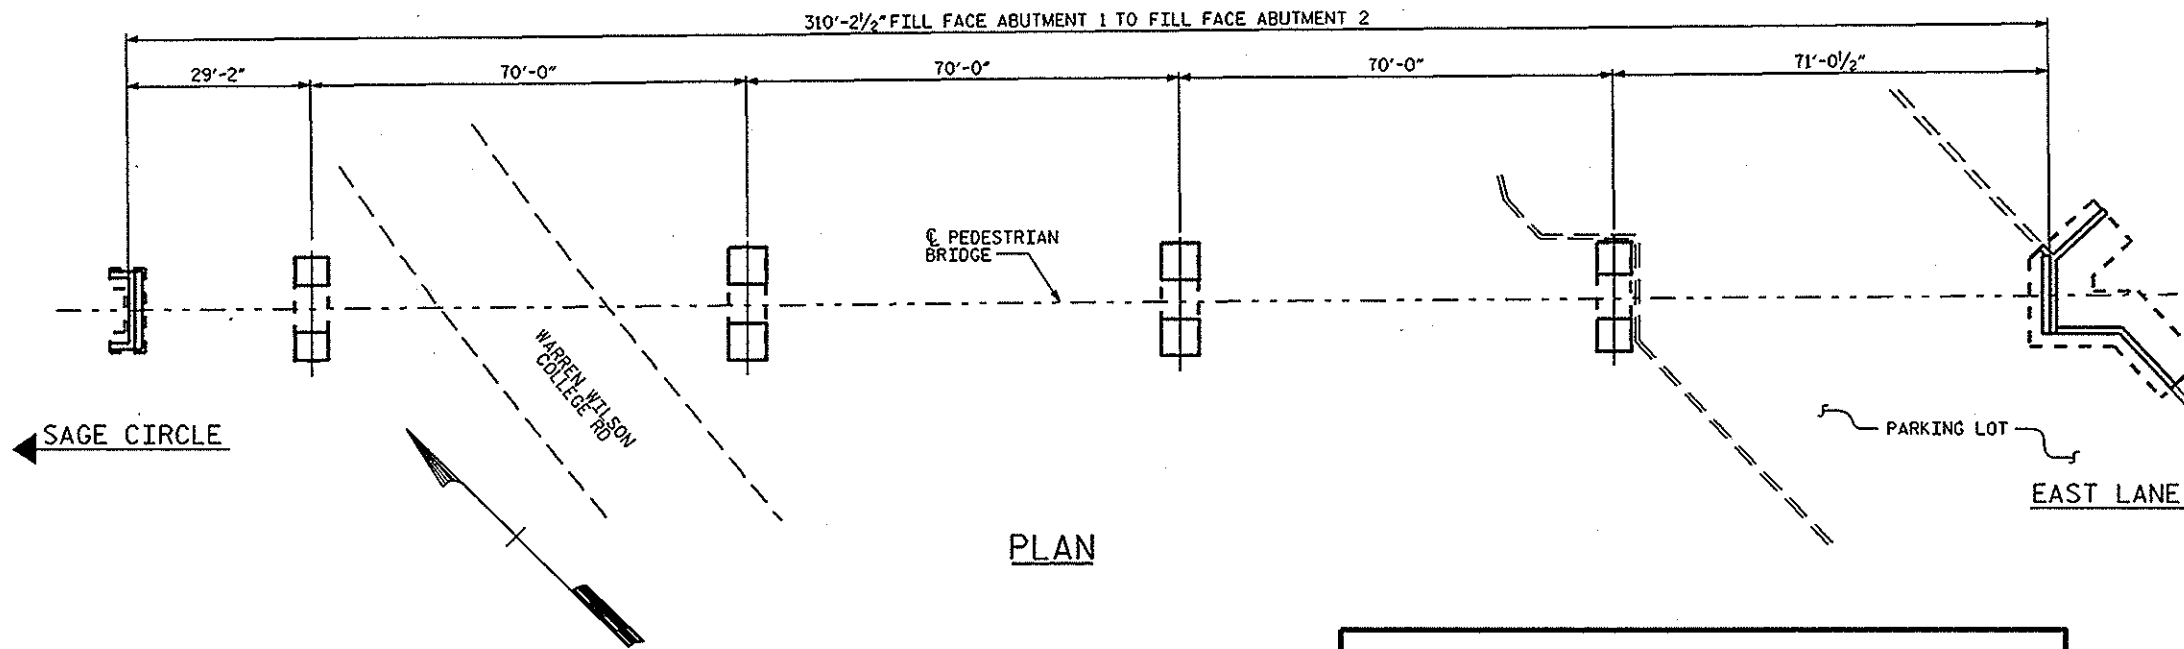 310'-2½" FILL FACE ABUTMENT 1 TO FILL FACE ABUTMENT 2
29'-2"
70'-0"
70'-0"
70'-0"
71'-0½"
℄ PEDESTRIAN
BRIDGE
WARREN WILSON
COLLEGE RD
SAGE CIRCLE
PARKING LOT
EAST LANE
PLAN